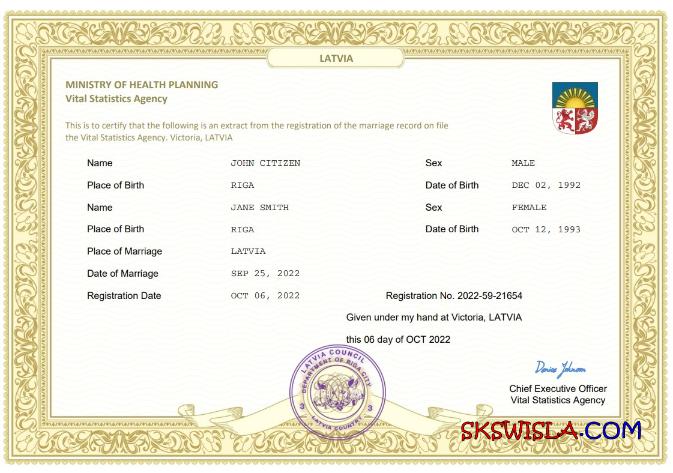 LATVIA
MINISTRY OF HEALTH PLANNING
Vital Statistics Agency
This is to certify that the following is an extract from the registration of the marriage record on file
the Vital Statistics Agency. Victoria, LATVIA
Name JOHN CITIZEN Sex MALE
Place of Birth RIGA Date of Birth DEC 02, 1992
Name JANE SMITH Sex FEMALE
Place of Birth RIGA Date of Birth OCT 12, 1993
Place of Marriage LATVIA
Date of Marriage SEP 25, 2022
Registration Date OCT 06, 2022 Registration No. 2022-59-21654
Given under my hand at Victoria, LATVIA
this 06 day of OCT 2022
LATVIA COUNCIL
DEPARTMENT OF RIGA CITY
LATVIA COUNTY
Denise Johnson
Chief Executive Officer
Vital Statistics Agency
SKSWISLA.COM